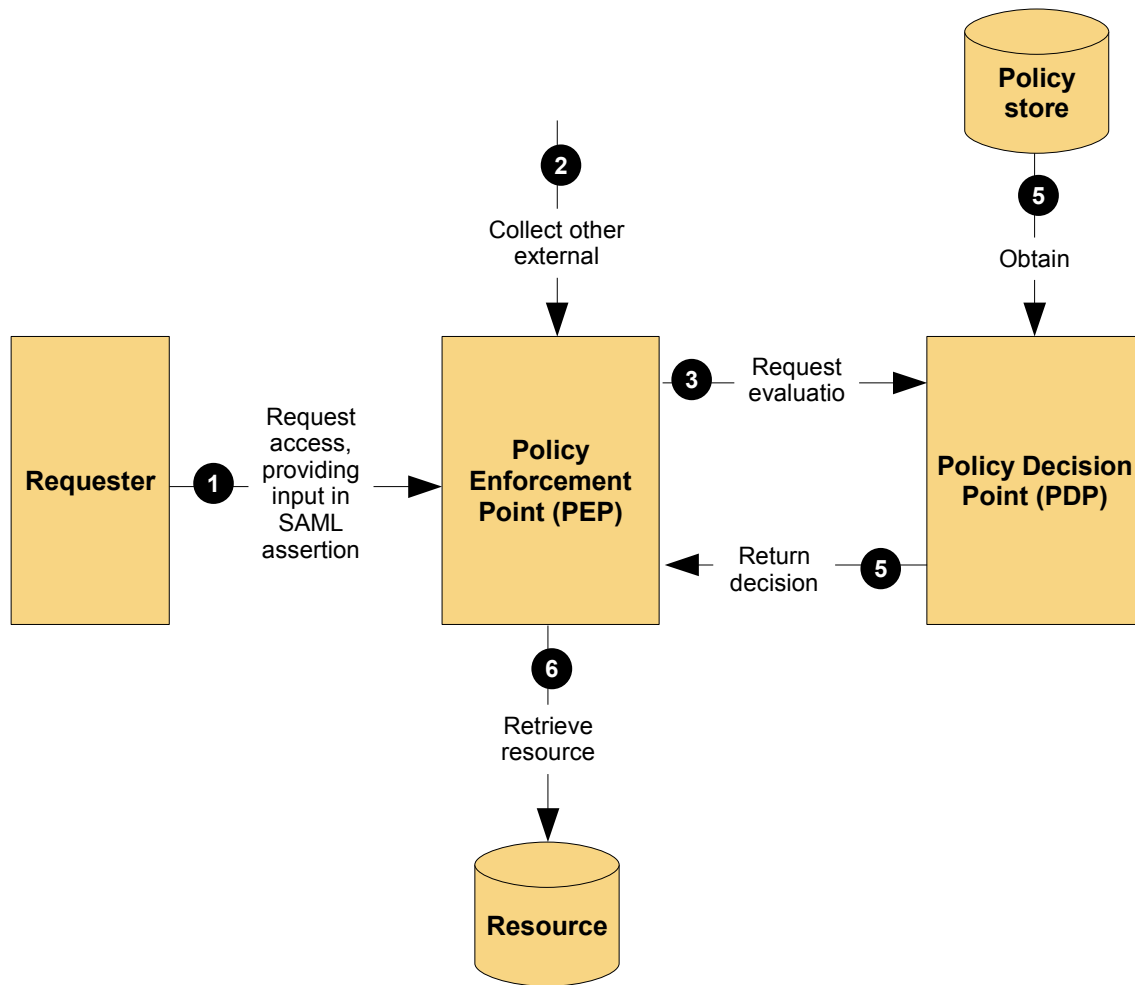 Policy
store
2
5
Collect other
external
Obtain
3
Request
evaluatio
Requester
1
Request
access,
providing
input in
SAML
assertion
Policy
Enforcement
Point (PEP)
Policy Decision
Point (PDP)
Return
decision
5
6
Retrieve
resource
Resource